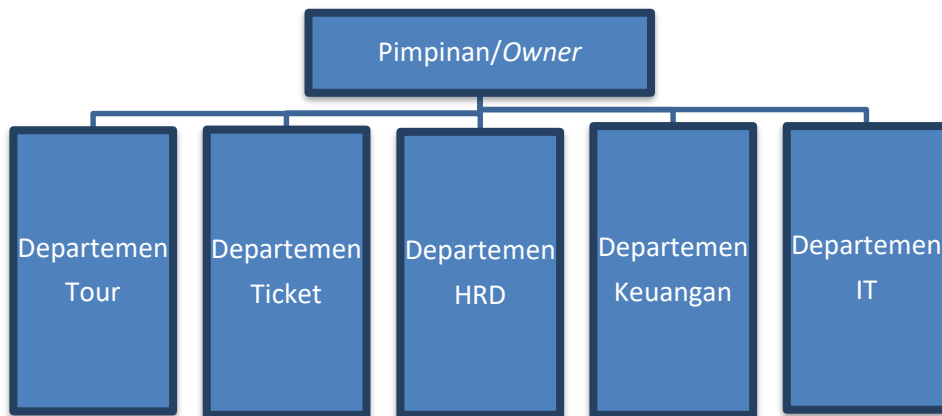 Pimpinan/Owner
Departemen
Tour
Departemen
Ticket
Departemen
HRD
Departemen
Keuangan
Departemen
IT